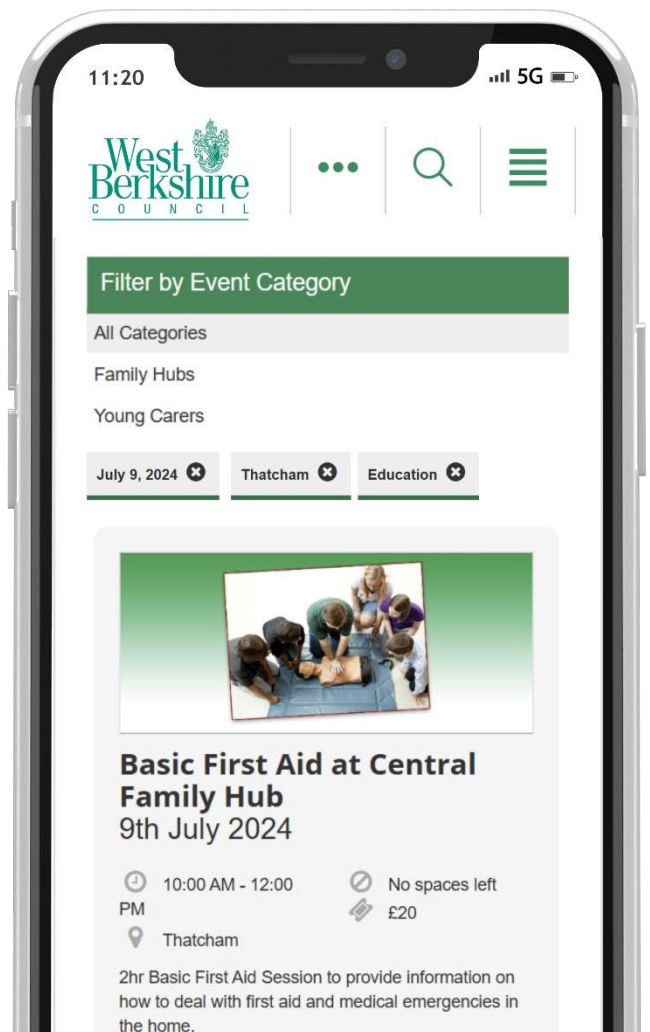 11:20
5G
West
Berkshire
COUNCIL
Filter by Event Category
All Categories
Family Hubs
Young Carers
July 9, 2024
Thatcham
Education
Basic First Aid at Central
Family Hub
9th July 2024
10:00 AM - 12:00
PM
No spaces left
£20
Thatcham
2hr Basic First Aid Session to provide information on
how to deal with first aid and medical emergencies in
the home.